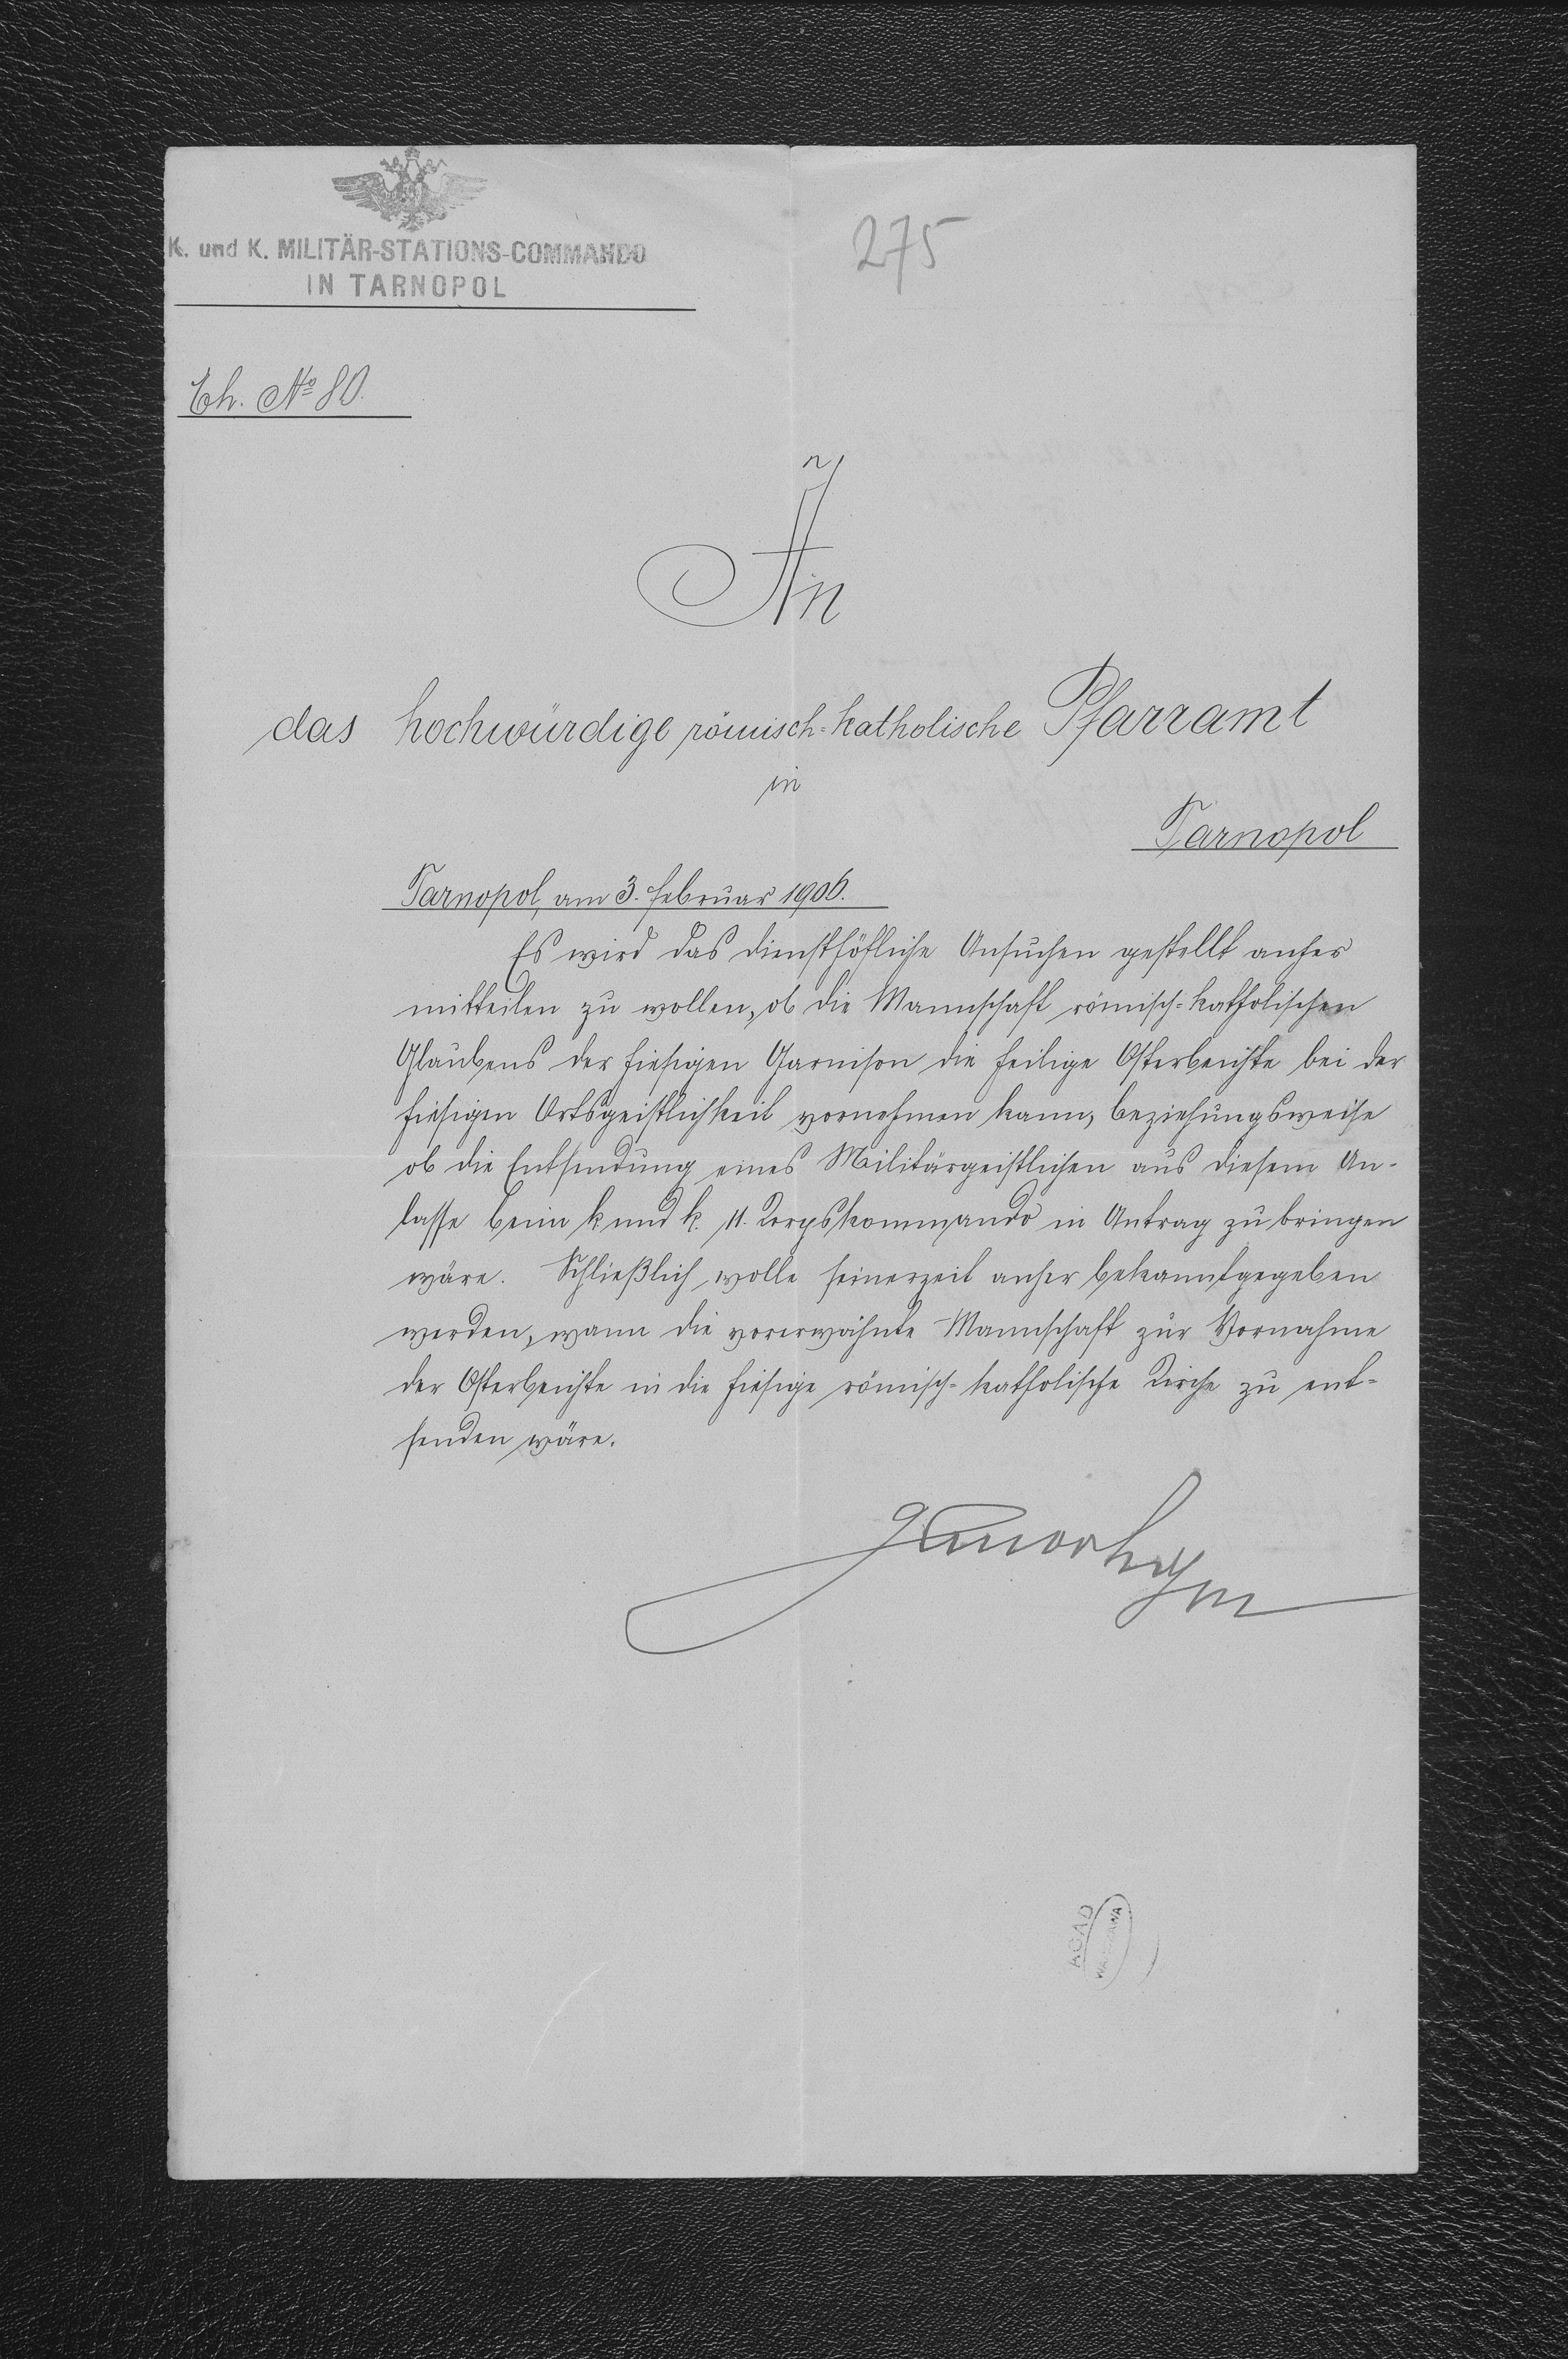 K. und K. MILITÄR-STATIONS-COMMANDO
IN TARNOPOL
275
Eh. № 80.
An
das hochwürdige römisch-katholische Pfarramt
in
Tarnopol
Tarnopol, am 3. Februar 1906.
Es wird das diensthöfliche Ansuchen gestellt anher
mitteilen zu wollen, ob die Mannschaft römisch-katholischen
Glaubens der hiesigen Garnison die heilige Osterbeichte bei der
hiesigen Ortsgeistlichkeit vornehmen kann, beziehungsweise
ob die Entsendung eines Militärgeistlichen aus diesem An-
lasse beim k. und k. 11. Korpskommando in Antrag zu bringen
wäre. Schließlich wolle seinerzeit anher bekanntgegeben
werden, wann die vorerwähnte Mannschaft zur Vornahme
der Osterbeichte in die hiesige römisch-katholische Kirche zu ent-
senden wäre.
AGAD
WARSZAWA